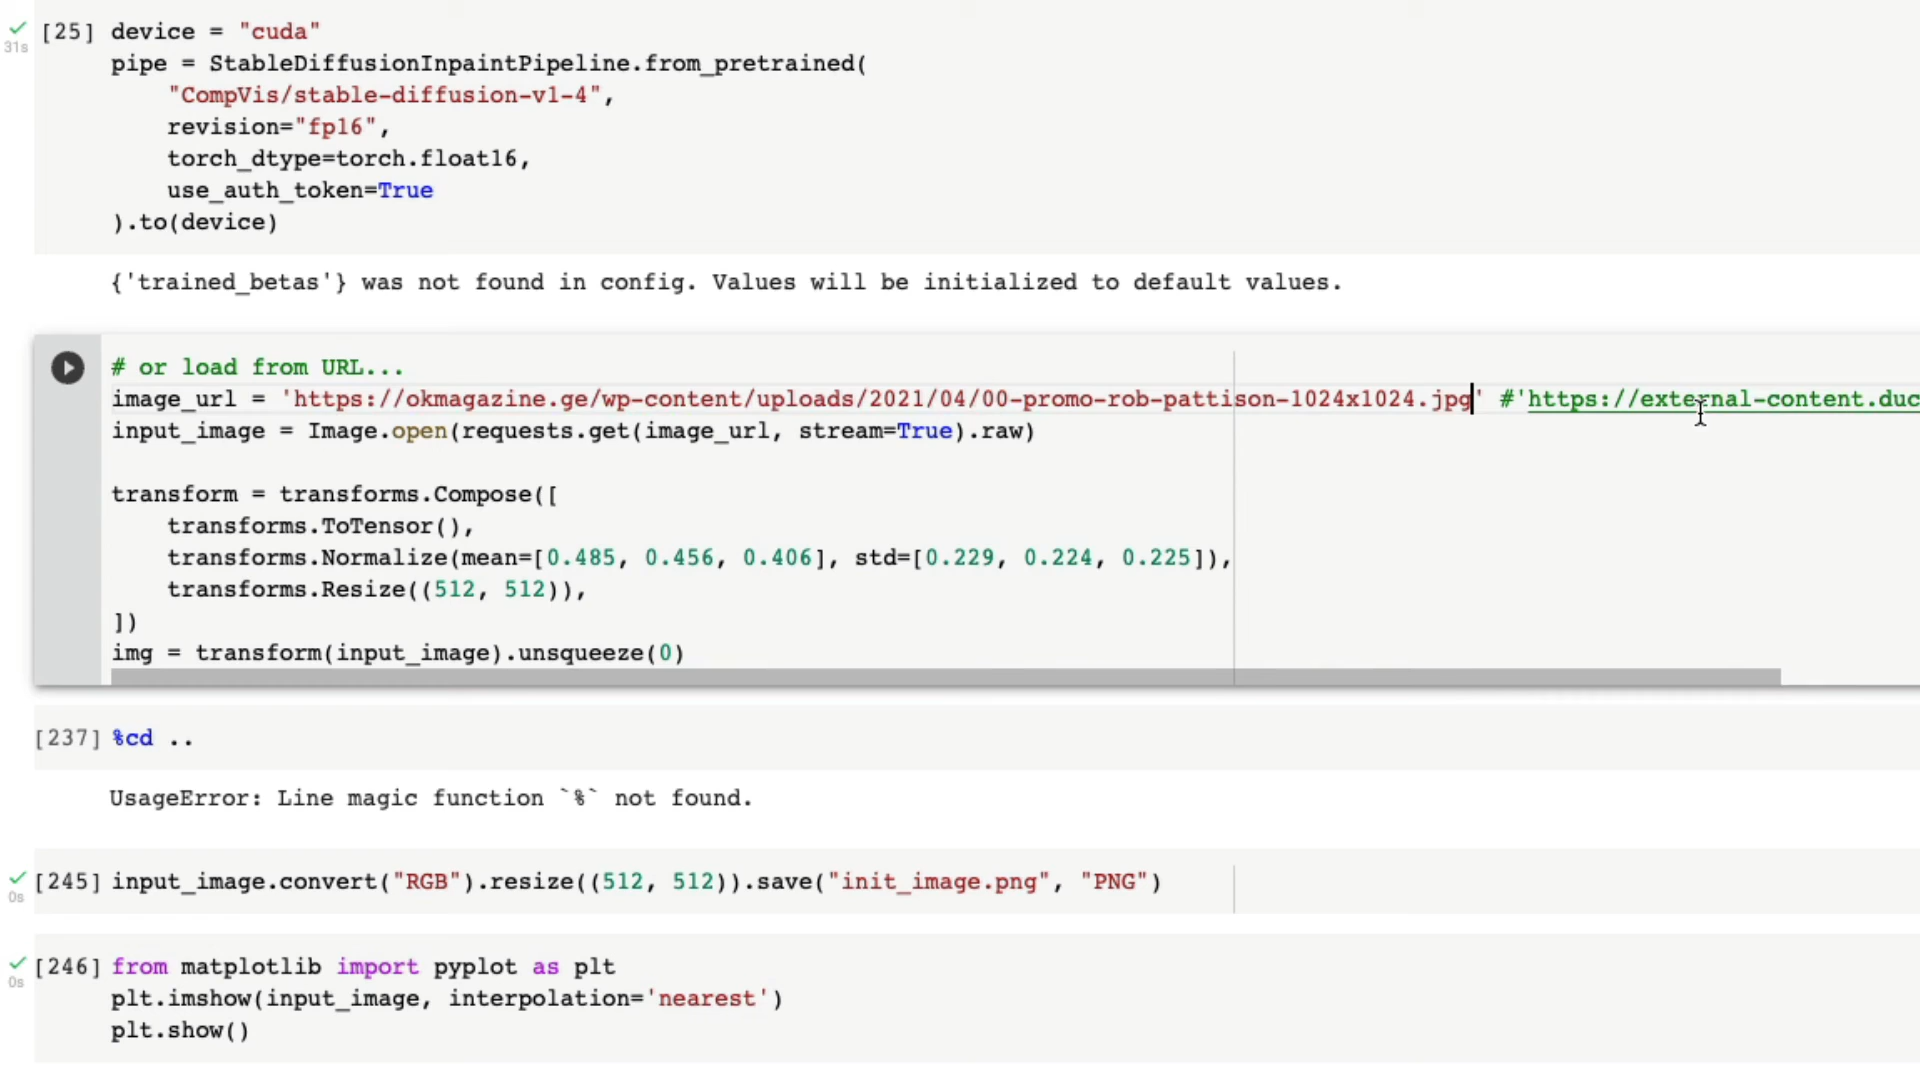 [25] device = "cuda"
31s
pipe = StableDiffusionInpaintPipeline.from_pretrained(
"CompVis/stable-diffusion-v1-4",
revision="fp16",
torch_dtype=torch.float16,
use_auth_token=True
).to(device)
{'trained_betas'} was not found in config. Values will be initialized to default values.
# or load from URL...
image_url = 'https://okmagazine.ge/wp-content/uploads/2021/04/00-promo-rob-pattison-1024x1024.jpg' #'https://external-content.duc
input_image = Image.open(requests.get(image_url, stream=True).raw)
transform = transforms.Compose([
transforms.ToTensor(),
transforms.Normalize(mean=[0.485, 0.456, 0.406], std=[0.229, 0.224, 0.225]),
transforms.Resize((512, 512)),
])
img = transform(input_image).unsqueeze(0)
[237] %cd ..
UsageError: Line magic function `%` not found.
[245] input_image.convert("RGB").resize((512, 512)).save("init_image.png", "PNG")
0s
[246] from matplotlib import pyplot as plt
0s
plt.imshow(input_image, interpolation='nearest')
plt.show()